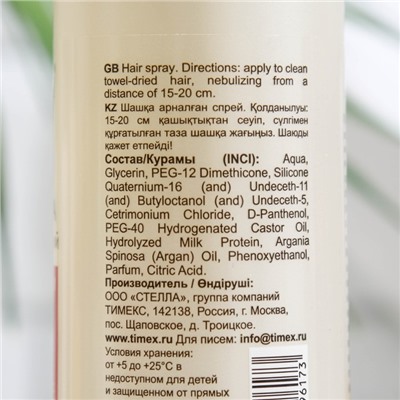 GB Hair spray. Directions: apply to clean
towel-dried hair, nebulizing from a
distance of 15-20 cm.
KZ Шашқа арналған спрей. Қолданылуы:
15-20 см қашықтықтан сеуіп, сүлгімен
құрғатылған таза шашқа жағыңыз. Шаюды
қажет етпейді!
Состав/Курамы (INCI): Aqua,
Glycerin, PEG-12 Dimethicone, Silicone
Quaternium-16 (and) Undeceth-11
(and) Butyloctanol (and) Undeceth-5,
Cetrimonium Chloride, D-Panthenol,
PEG-40 Hydrogenated Castor Oil,
Hydrolyzed Milk Protein, Argania
Spinosa (Argan) Oil, Phenoxyethanol,
Parfum, Citric Acid.
Производитель / Өндіруші:
ООО «СТЕЛЛА», группа компаний
ТИМЕКС, 142138, Россия, г. Москва,
пос. Щаповское, д. Троицкое.
www.timex.ru Для писем: info@timex.ru
Условия хранения:
от +5 до +25°С в
недоступном для детей
и защищенном от прямых
96173